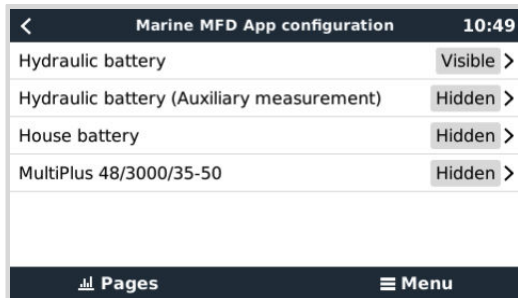 Marine MFD App configuration 10:49
Hydraulic battery Visible
Hydraulic battery (Auxiliary measurement) Hidden
House battery Hidden
MultiPlus 48/3000/35-50 Hidden
Pages Menu